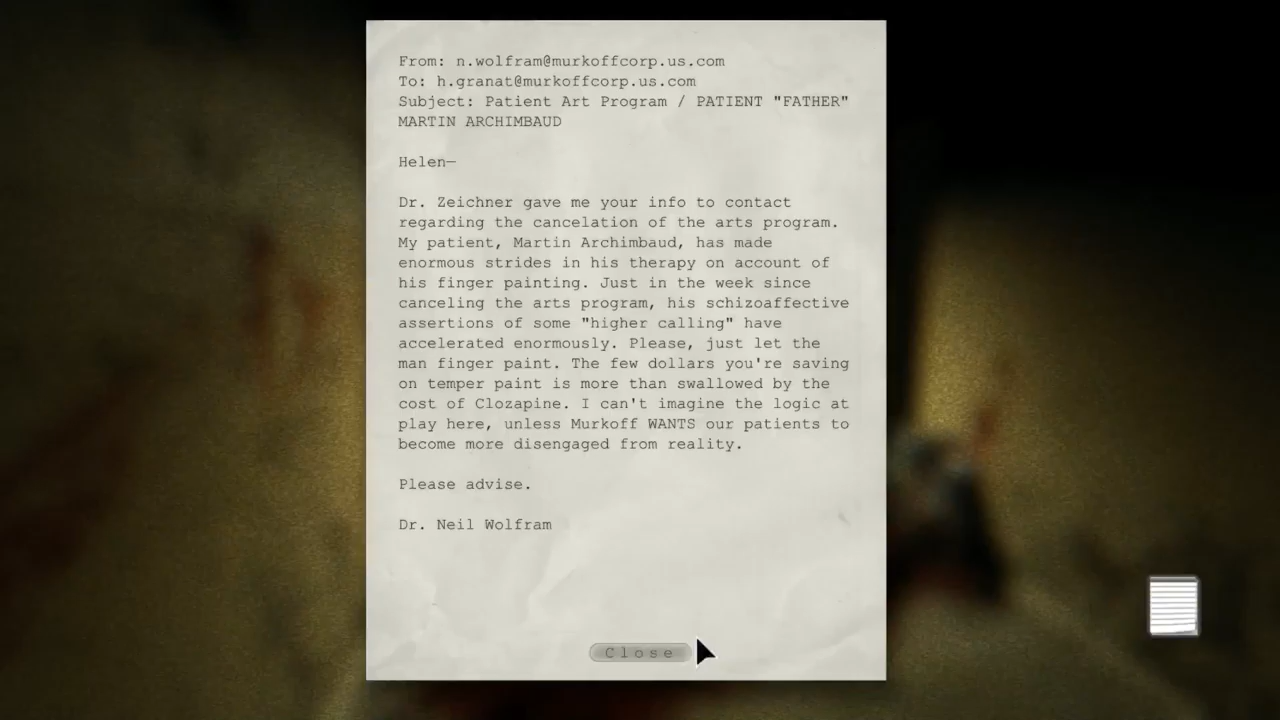 From: n.wolfram@murkoffcorp.us.com
To: h.granat@murkoffcorp.us.com
Subject: Patient Art Program / PATIENT "FATHER"
MARTIN ARCHIMBAUD
Helen—
Dr. Zeichner gave me your info to contact
regarding the cancelation of the arts program.
My patient, Martin Archimbaud, has made
enormous strides in his therapy on account of
his finger painting. Just in the week since
canceling the arts program, his schizoaffective
assertions of some "higher calling" have
accelerated enormously. Please, just let the
man finger paint. The few dollars you're saving
on temper paint is more than swallowed by the
cost of Clozapine. I can't imagine the logic at
play here, unless Murkoff WANTS our patients to
become more disengaged from reality.
Please advise.
Dr. Neil Wolfram
Close